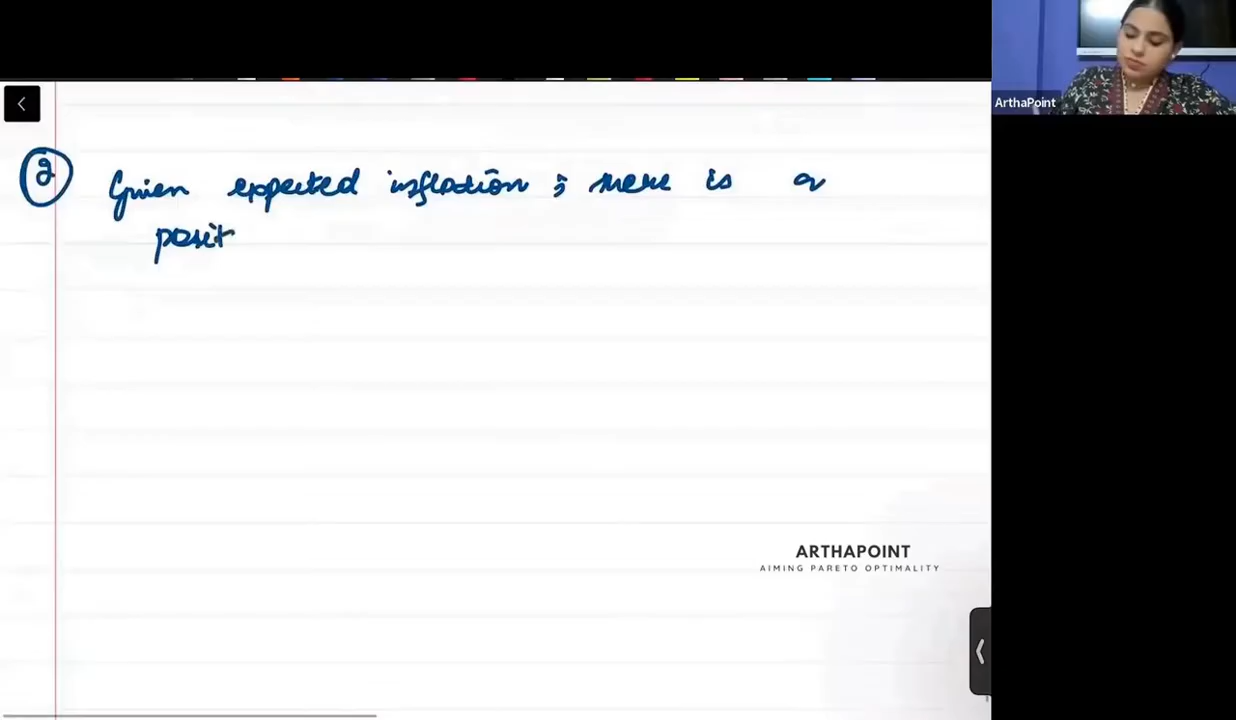 ArthaPoint
2 Given expected inflation ; there is a
posit
ARTHAPOINT
AIMING PARETO OPTIMALITY